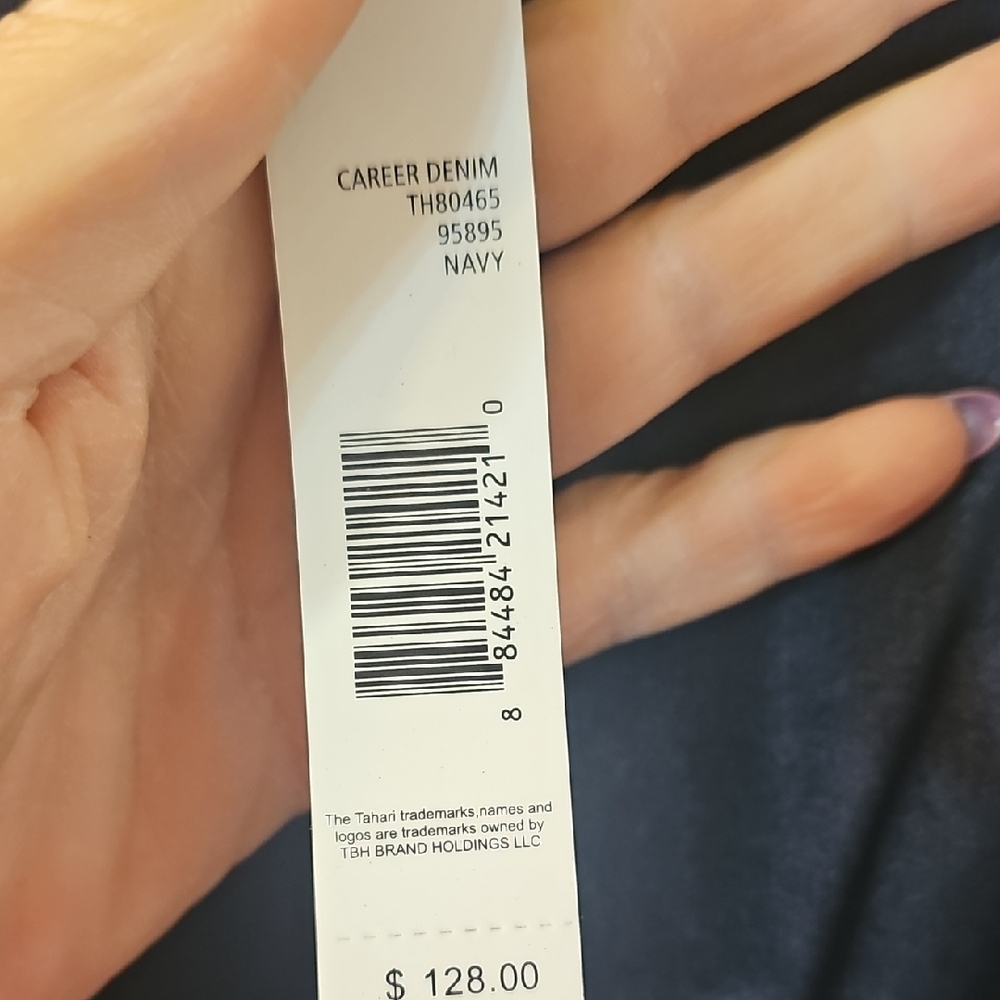 CAREER DENIM
TH80465
95895
NAVY
8 84484 21421 0
The Tahari trademarks,names and
logos are trademarks owned by
TBH BRAND HOLDINGS LLC
$ 128.00